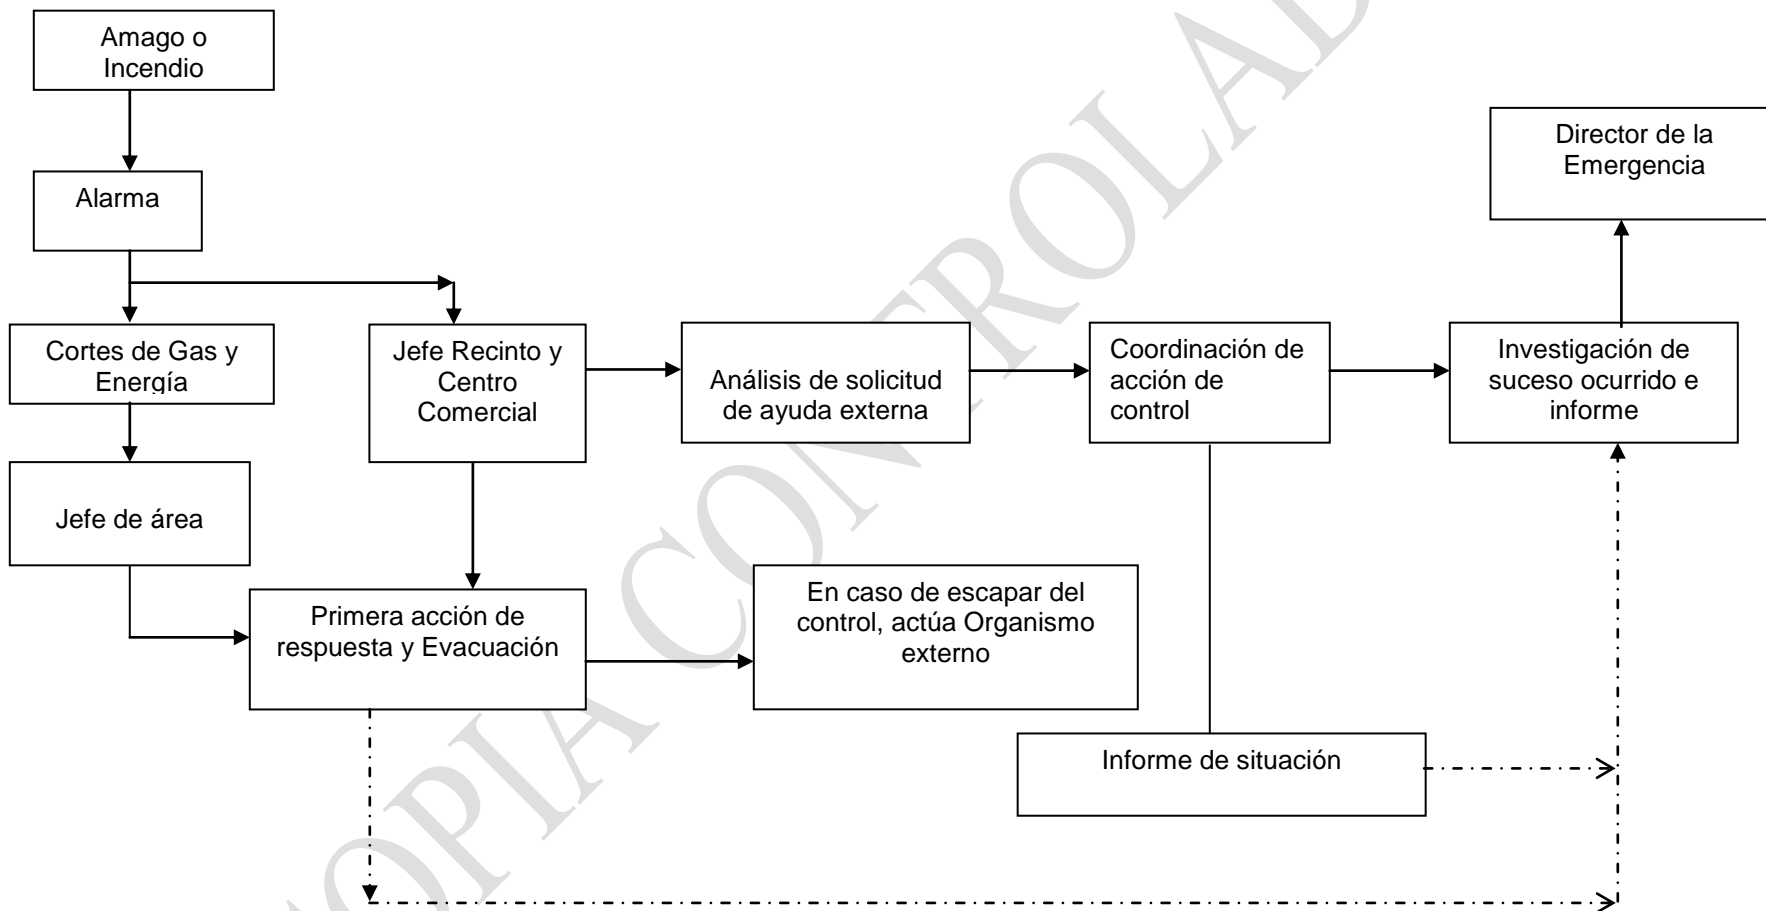 Amago o
Incendio
Director de la
Emergencia
Alarma
Cortes de Gas y
Energía
Jefe Recinto y
Centro
Comercial
Análisis de solicitud
de ayuda externa
Coordinación de
acción de
control
Investigación de
suceso ocurrido e
informe
Jefe de área
Primera acción de
respuesta y Evacuación
En caso de escapar del
control, actúa Organismo
externo
Informe de situación
COPIA CONTROLAD